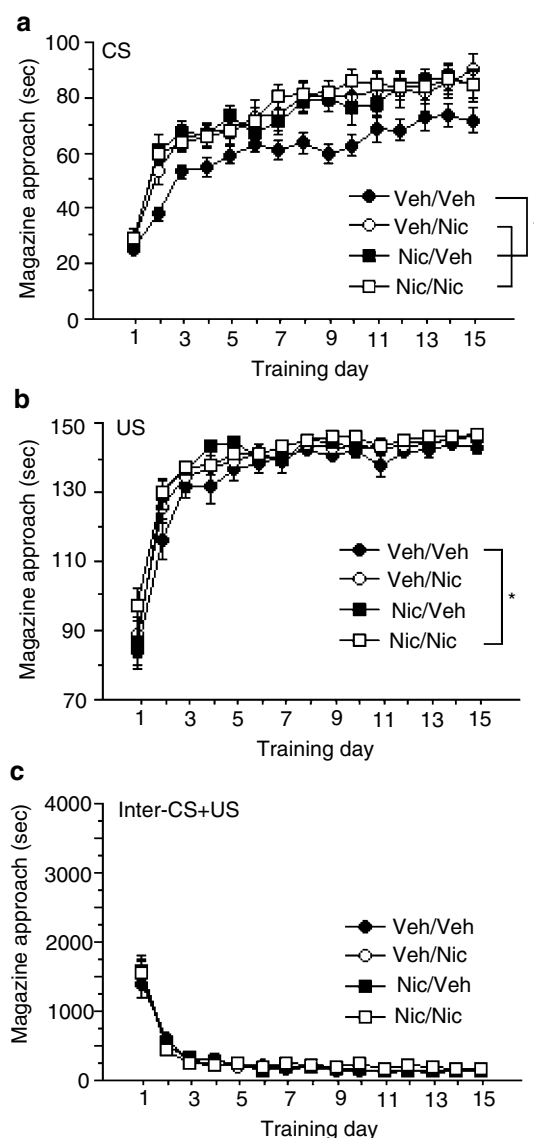 a
CS
Magazine approach (sec)
100
80
60
40
20
0
Veh/Veh
Veh/Nic
Nic/Veh
Nic/Nic
1 3 5 7 9 11 13 15
Training day
b
US
Magazine approach (sec)
150
130
110
90
70
Veh/Veh
Veh/Nic
Nic/Veh
Nic/Nic
*
1 3 5 7 9 11 13 15
Training day
c
Inter-CS+US
Magazine approach (sec)
4000
3000
2000
1000
0
Veh/Veh
Veh/Nic
Nic/Veh
Nic/Nic
1 3 5 7 9 11 13 15
Training day